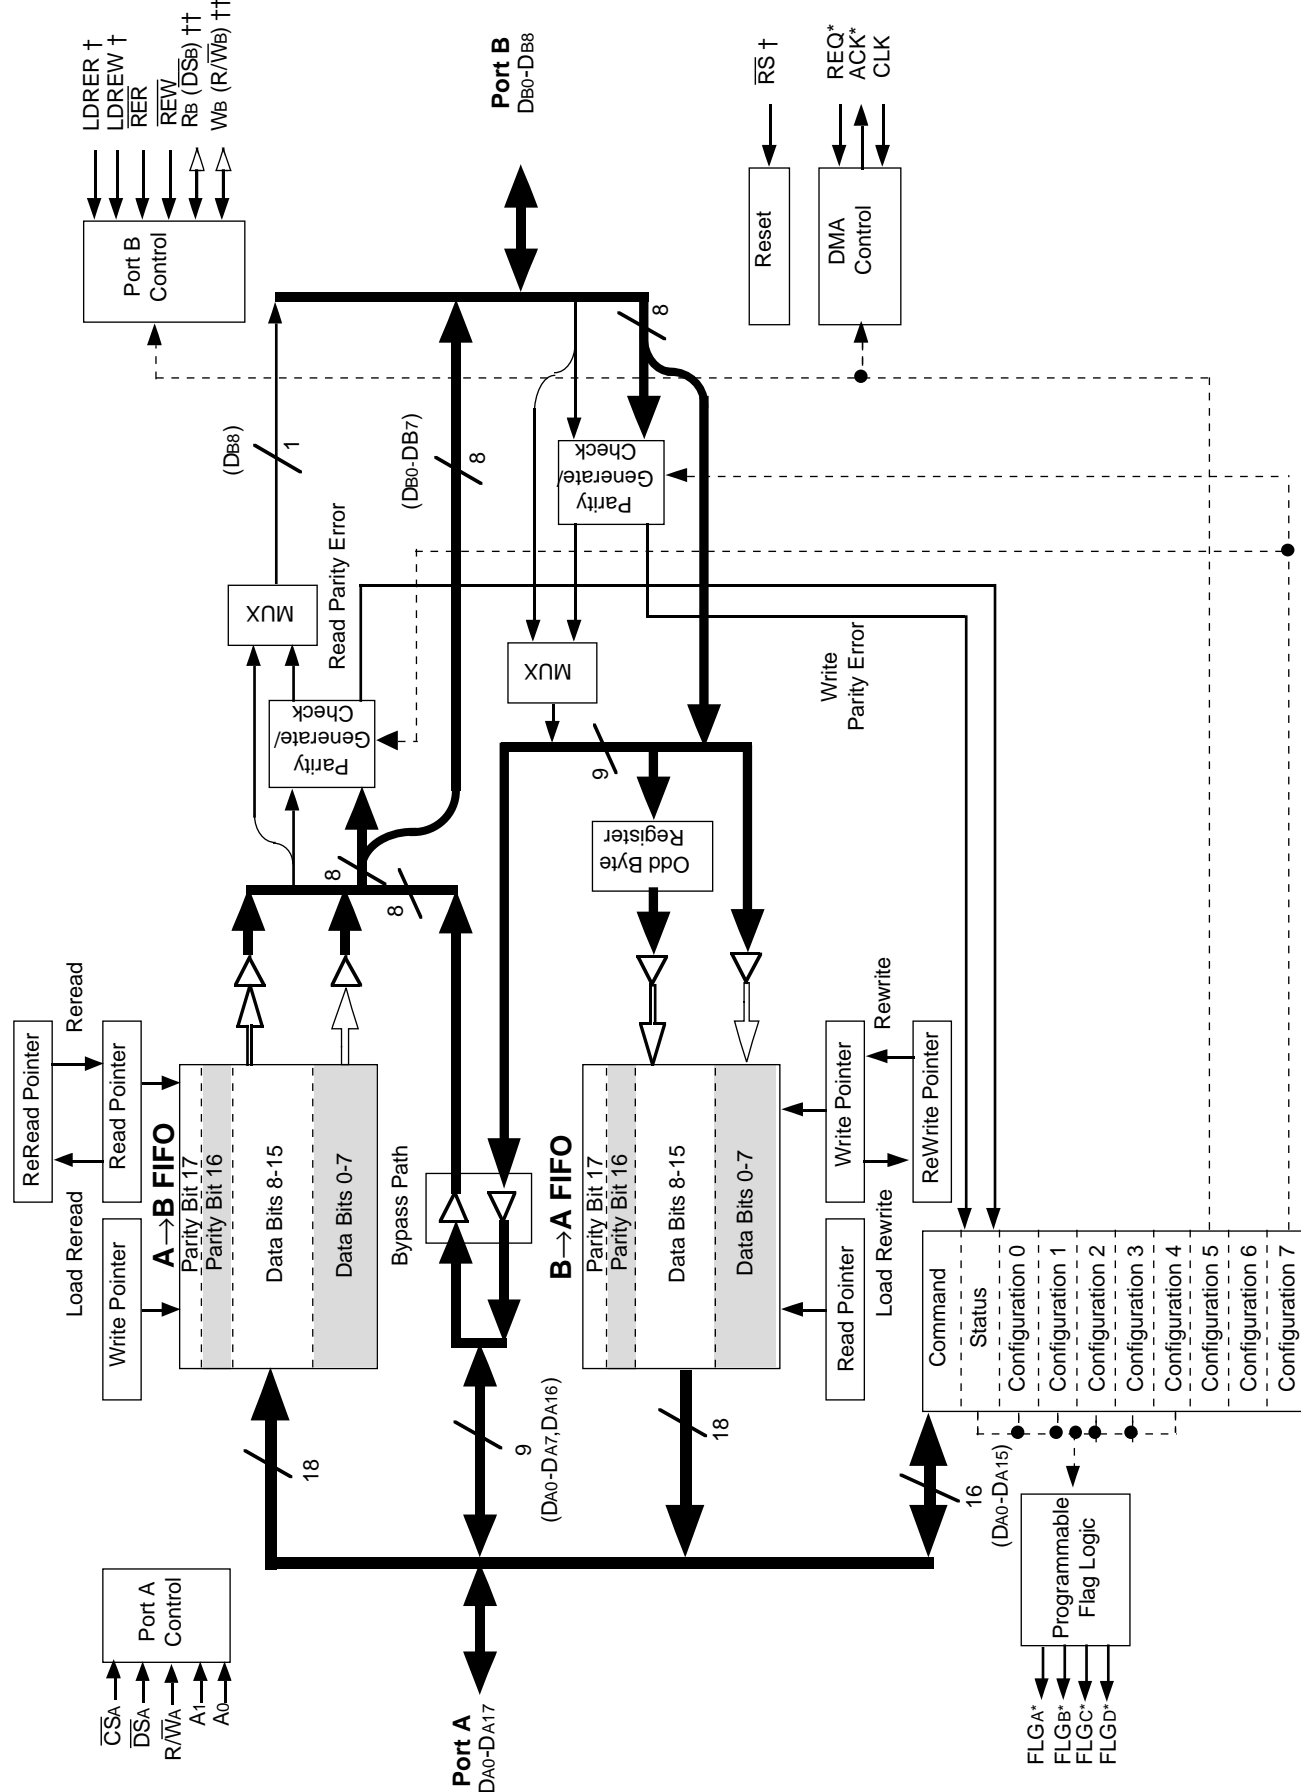 LDRER †
LDREW †
RER
REW
RB (DSB) ††
WB (R/WB) ††
Port B
Control
Port B
DB0-DB8
RS †
Reset
REQ*
ACK*
CLK
DMA
Control
(DB8)
1
(DB0-DB7)
8
8
MUX
Read Parity Error
Parity
Generate/
Check
Parity
Generate/
Check
MUX
Write
Parity Error
9
Odd Byte
Register
8
8
ReRead Pointer
Reread
Load Reread
Read Pointer
Write Pointer
A→B FIFO
Parity Bit 17
Parity Bit 16
Data Bits 8-15
Data Bits 0-7
Bypass Path
B→A FIFO
Parity Bit 17
Parity Bit 16
Data Bits 8-15
Data Bits 0-7
Write Pointer
Read Pointer
Rewrite
Load Rewrite
ReWrite Pointer
Command
Status
Configuration 0
Configuration 1
Configuration 2
Configuration 3
Configuration 4
Configuration 5
Configuration 6
Configuration 7
18
9
(DA0-DA7,DA16)
18
16
(DA0-DA15)
Port A
Control
CSA
DSA
R/WA
A1
A0
Port A
DA0-DA17
Programmable
Flag Logic
FLGA*
FLGB*
FLGC*
FLGD*